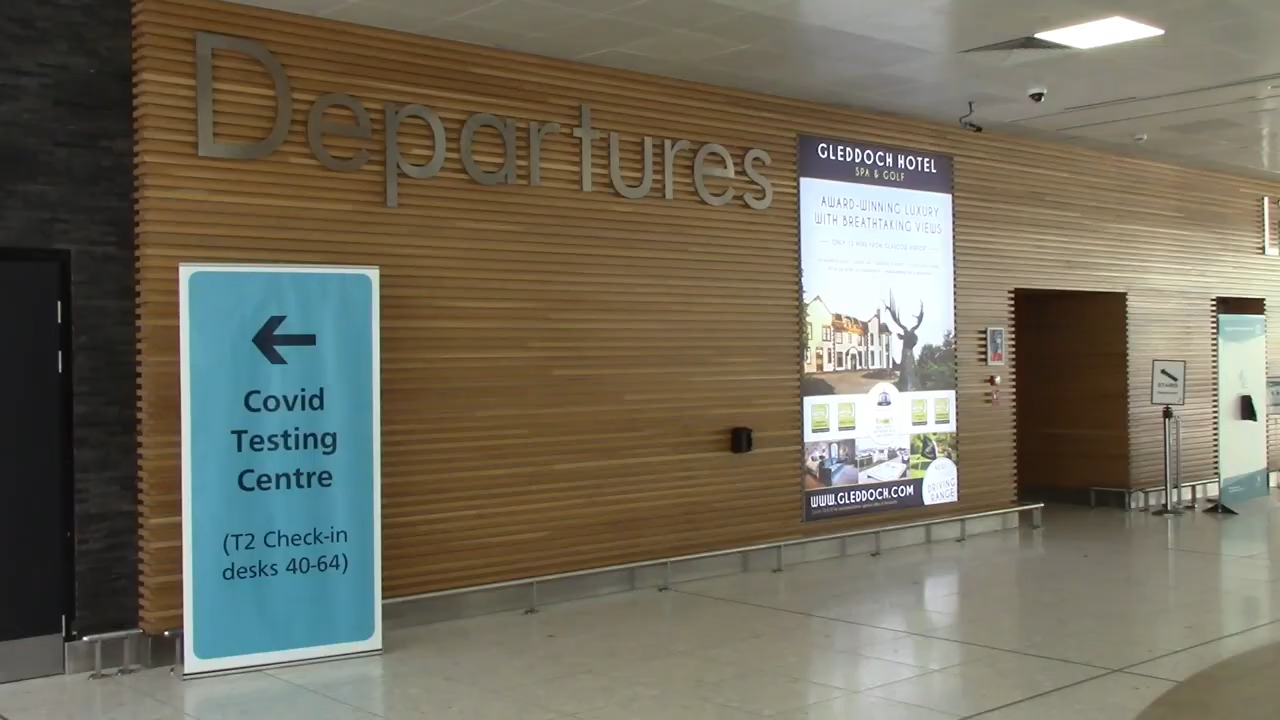 Departures
Covid
Testing
Centre
(T2 Check-in
desks 40-64)
GLEDDOCH HOTEL
SPA & GOLF
AWARD-WINNING LUXURY
WITH BREATHTAKING VIEWS
WWW.GLEDDOCH.COM
DRIVING
RANGE